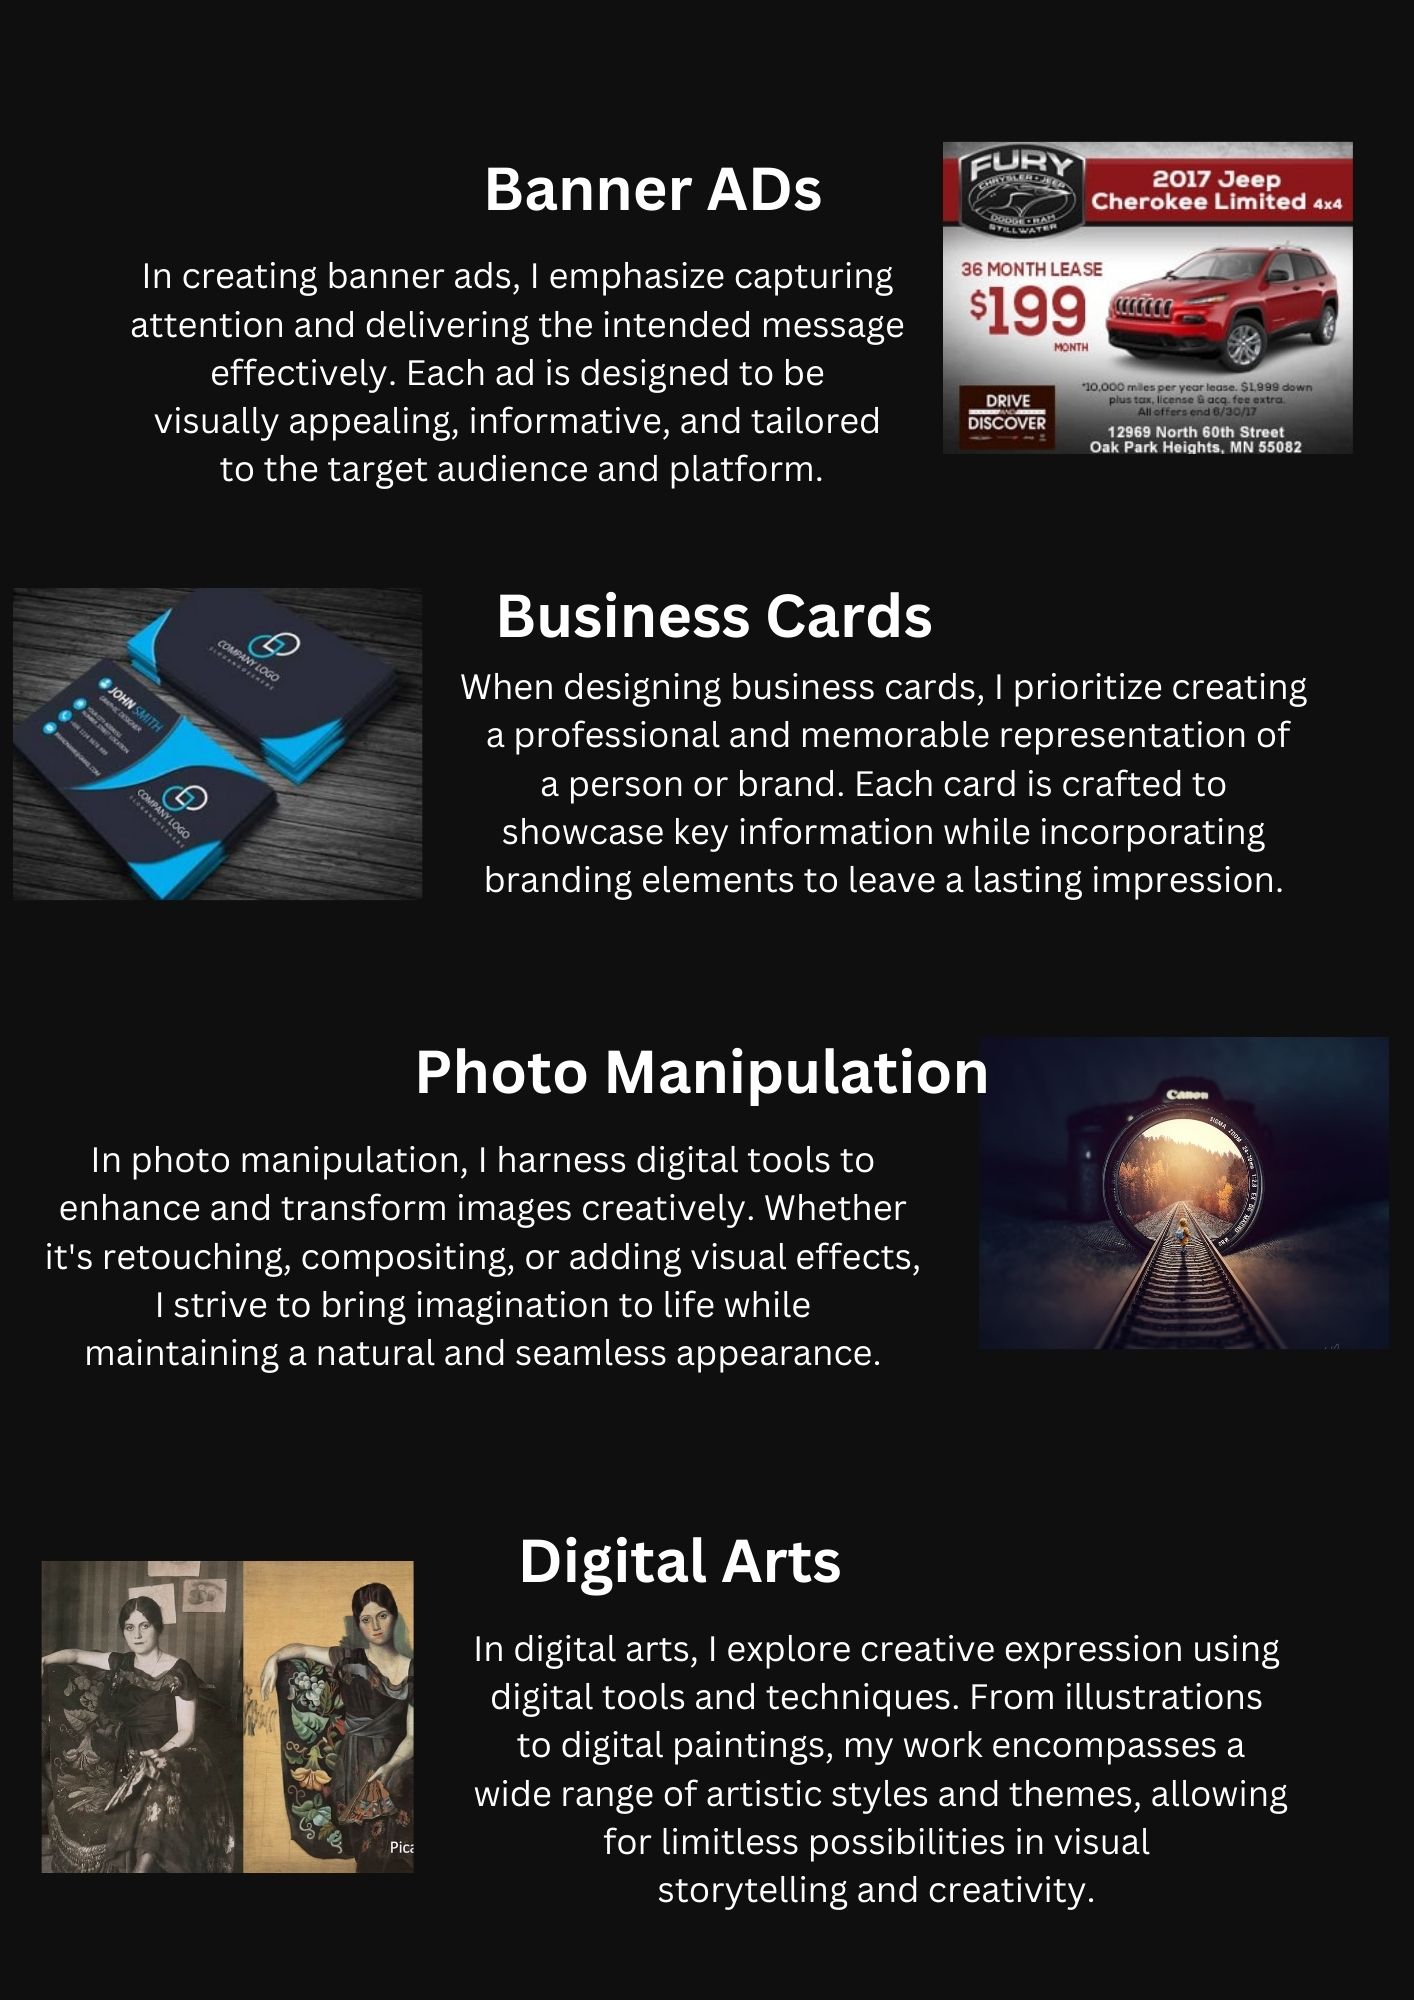 Banner ADs
In creating banner ads, I emphasize capturing
attention and delivering the intended message
effectively. Each ad is designed to be
visually appealing, informative, and tailored
to the target audience and platform.
FURY
CHRYSLER • JEEP
DODGE • RAM
STILLWATER
2017 Jeep
Cherokee Limited 4x4
36 MONTH LEASE
$199
MONTH
*10,000 miles per year lease. $1,999 down
plus tax, license & acq. fee extra.
All offers end 6/30/17
DRIVE
AND
DISCOVER
12969 North 60th Street
Oak Park Heights, MN 55082
Business Cards
When designing business cards, I prioritize creating
a professional and memorable representation of
a person or brand. Each card is crafted to
showcase key information while incorporating
branding elements to leave a lasting impression.
COMPANY LOGO
SLOGANGOESHERE
JOHN SMITH
GRAPHIC DESIGNER
COMPANY LOGO
SLOGANGOESHERE
Photo Manipulation
In photo manipulation, I harness digital tools to
enhance and transform images creatively. Whether
it's retouching, compositing, or adding visual effects,
I strive to bring imagination to life while
maintaining a natural and seamless appearance.
Canon
SIGMA ZOOM
Digital Arts
In digital arts, I explore creative expression using
digital tools and techniques. From illustrations
to digital paintings, my work encompasses a
wide range of artistic styles and themes, allowing
for limitless possibilities in visual
storytelling and creativity.
Pica